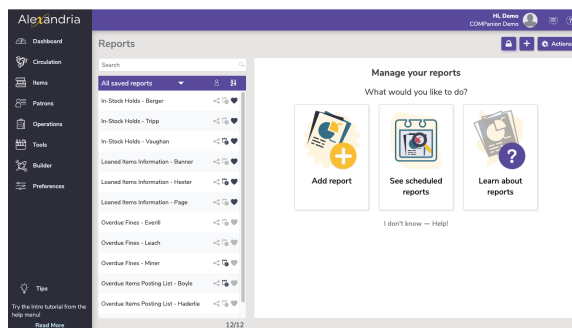 Alexandria
Hi, Demo
COMPanion Demo
Dashboard
Circulation
Items
Patrons
Operations
Tools
Builder
Preferences
Tips
Try the Intro tutorial from the
help menu!
Read More
Reports
Actions
Search
All saved reports
In-Stock Holds - Berger
In-Stock Holds - Tripp
In-Stock Holds - Vaughan
Loaned Items Information - Banner
Loaned Items Information - Hester
Loaned Items Information - Page
Overdue Fines - Everill
Overdue Fines - Leach
Overdue Fines - Miner
Overdue Items Posting List - Boyle
Overdue Items Posting List - Haderlie
12/12
Manage your reports
What would you like to do?
Add report
See scheduled
reports
Learn about
reports
I don't know — Help!